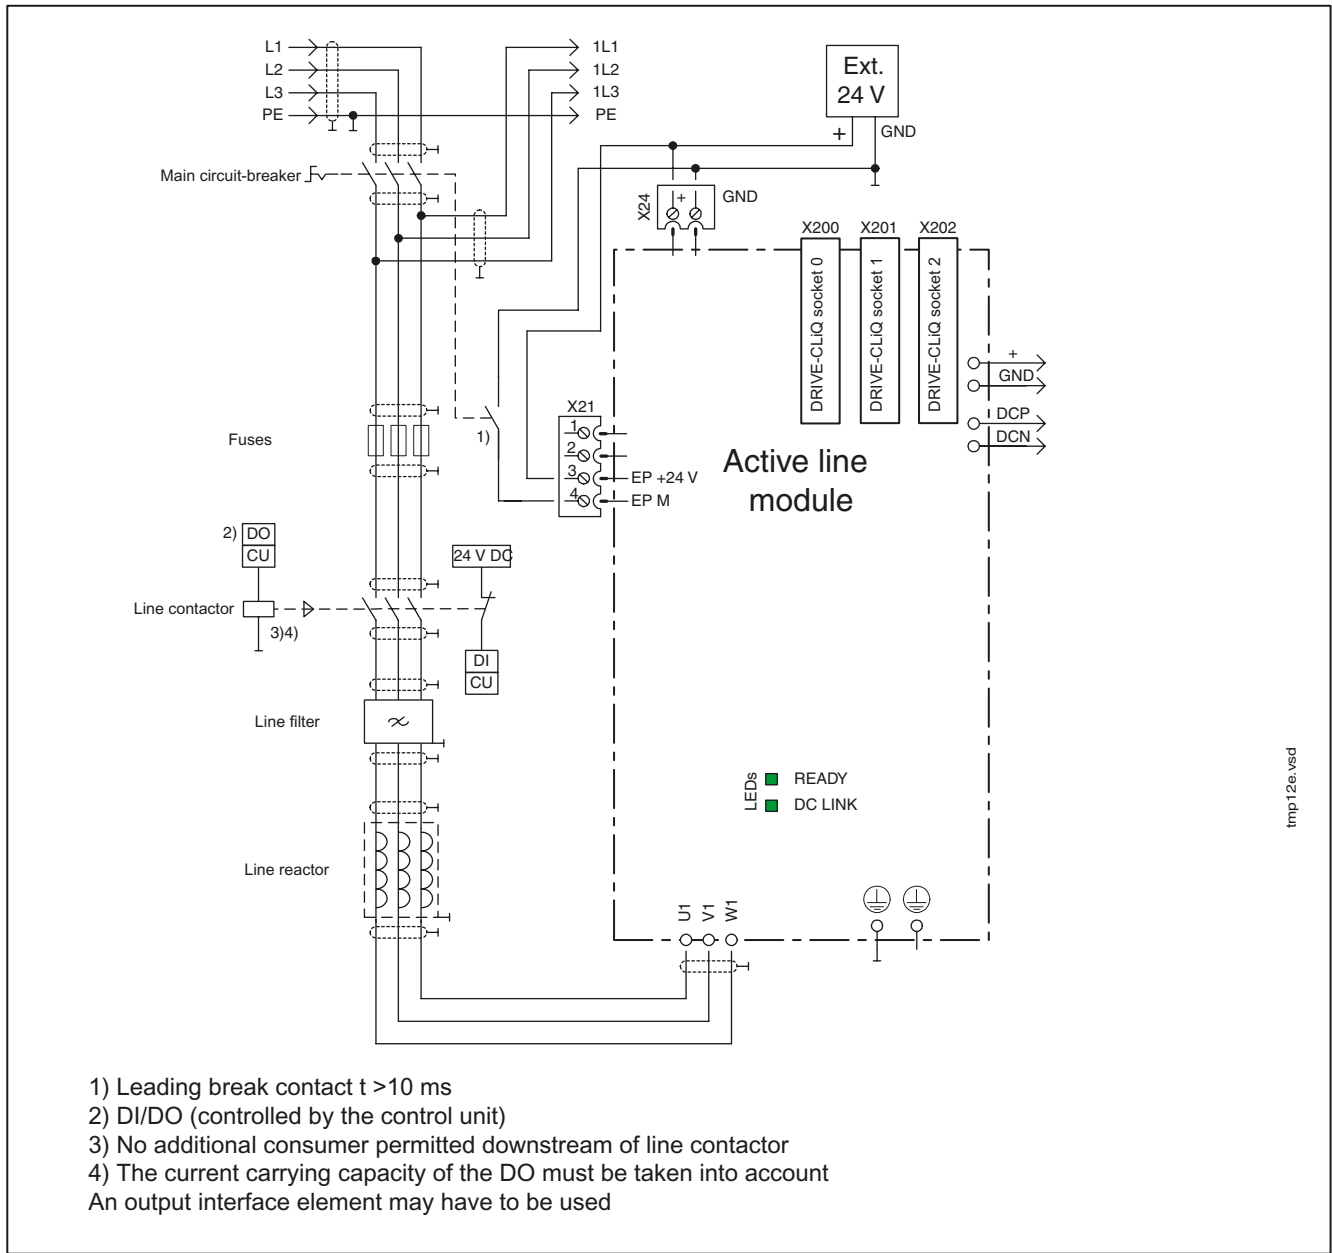 L1
1L1
L2
1L2
L3
1L3
PE
PE
Ext.
24 V
+
GND
Main circuit-breaker
X24
+
GND
X200
X201
X202
DRIVE-CLiQ socket 0
DRIVE-CLiQ socket 1
DRIVE-CLiQ socket 2
+
GND
DCP
DCN
Fuses
1)
X21
1
2
3
4
EP +24 V
EP M
Active line
module
2)
DO
CU
24 V DC
Line contactor
3)4)
DI
CU
Line filter
LEDs
READY
DC LINK
tmp12e.vsd
Line reactor
U1
V1
W1
1) Leading break contact t >10 ms
2) DI/DO (controlled by the control unit)
3) No additional consumer permitted downstream of line contactor
4) The current carrying capacity of the DO must be taken into account
An output interface element may have to be used